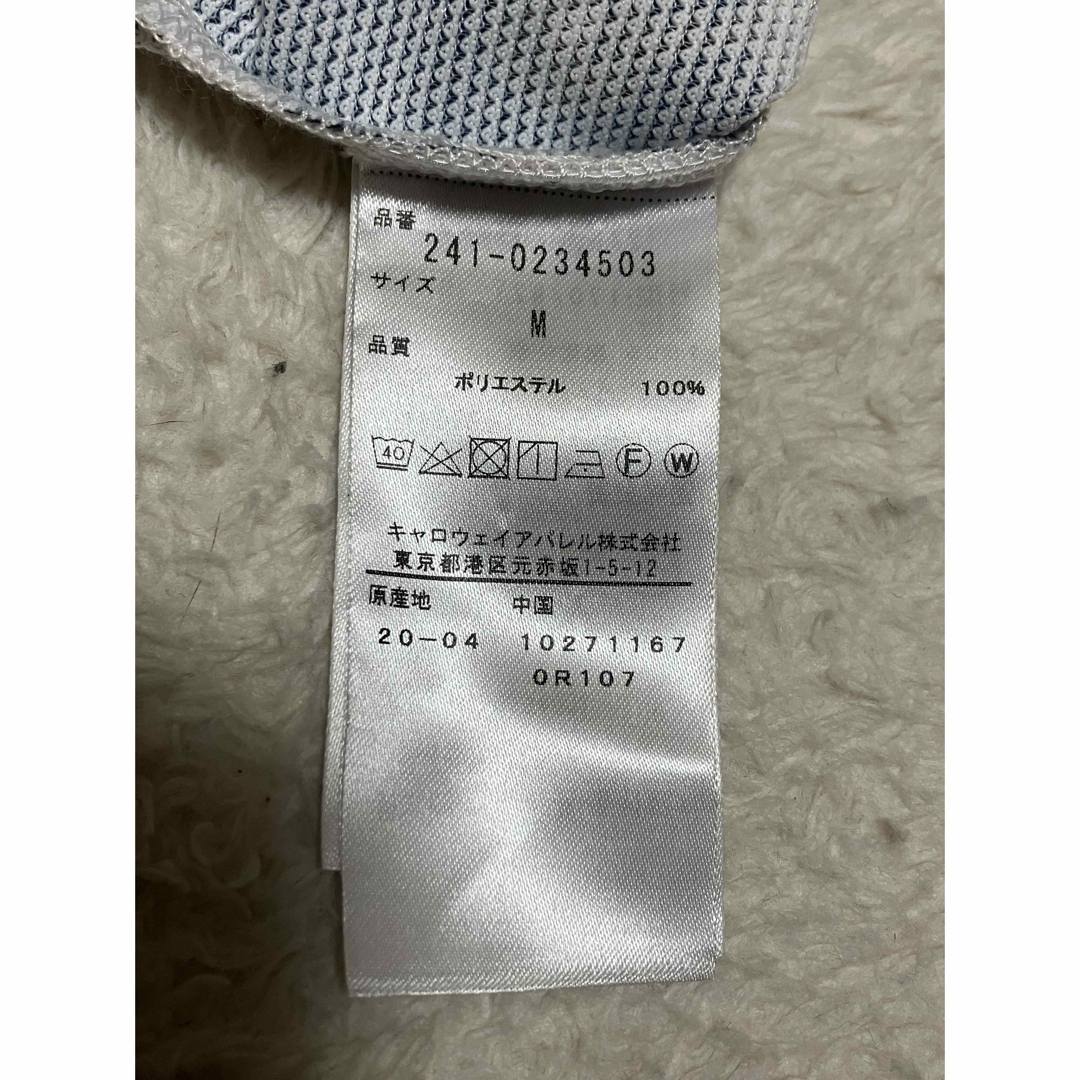 品番
241-0234503
サイズ
M
品質
ポリエステル 100%
40 F W
キャロウェイアパレル株式会社
東京都港区元赤坂1-5-12
原産地 中国
20-04 10271167
0R107